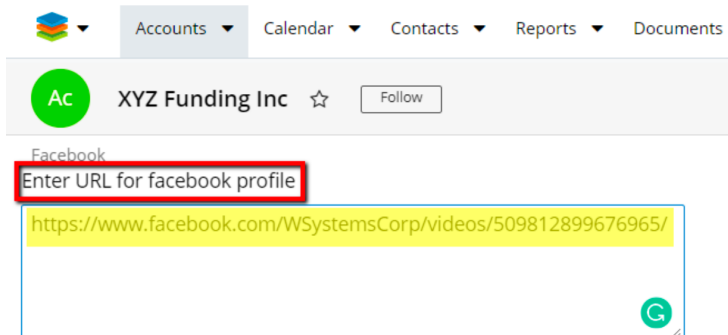 Accounts Calendar Contacts Reports Documents
Ac XYZ Funding Inc Follow
Facebook
Enter URL for facebook profile
https://www.facebook.com/WSystemsCorp/videos/509812899676965/